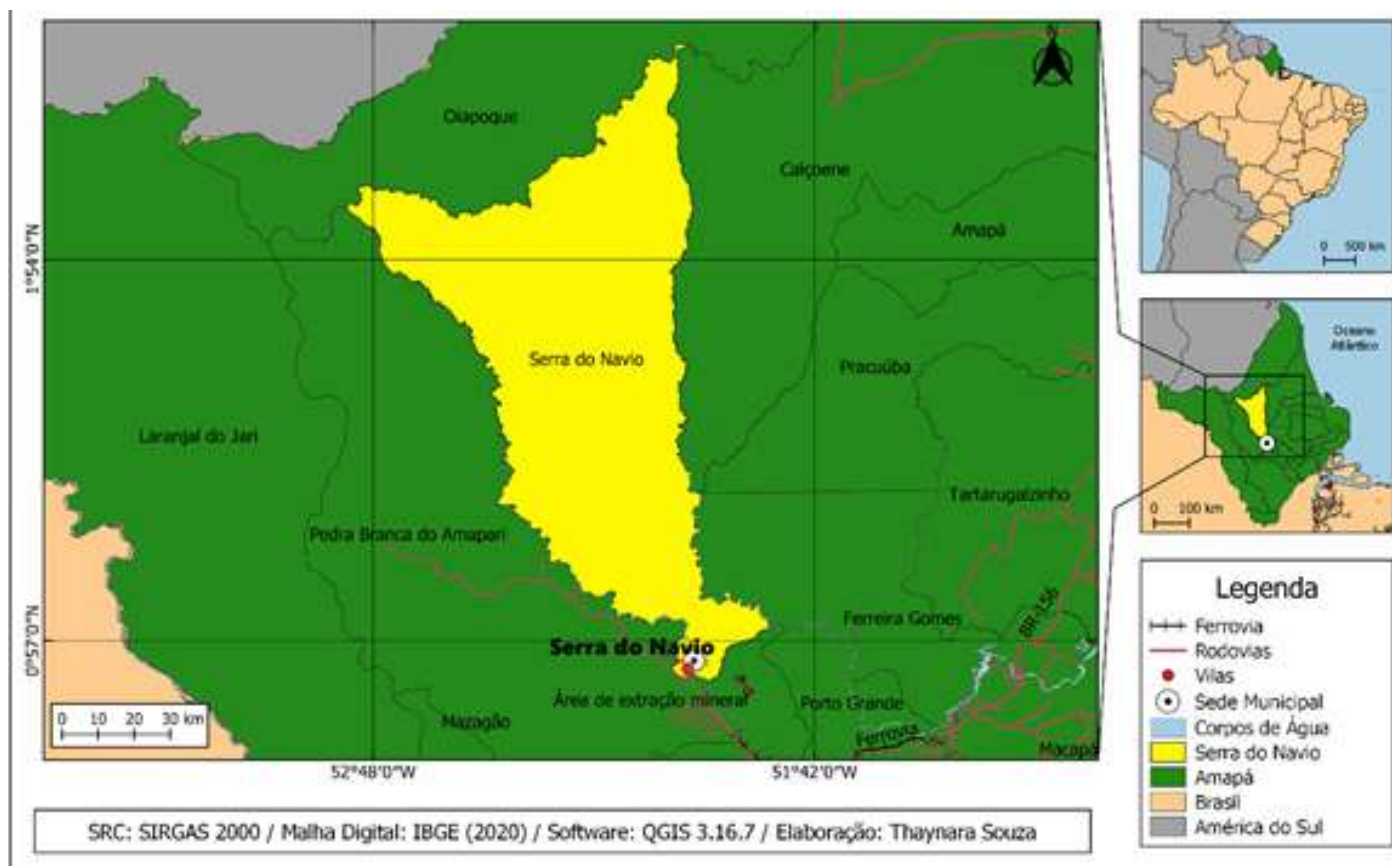 Oiapoque
Calçoene
Amapá
1°54'0"N
Serra do Navio
Pracuúba
Laranjal do Jari
Tartarugalzinho
Pedra Branca do Amapari
BR-156
Ferreira Gomes
0°57'0"N
Serra do Navio
Área de extração mineral
Porto Grande
Mazagão
Ferrovia
Macapá
0 10 20 30 km
52°48'0"W
51°42'0"W
0 500 km
Oceano
Atlântico
0 100 km
Legenda
Ferrovia
Rodovias
Vilas
Sede Municipal
Corpos de Água
Serra do Navio
Amapá
Brasil
América do Sul
SRC: SIRGAS 2000 / Malha Digital: IBGE (2020) / Software: QGIS 3.16.7 / Elaboração: Thaynara Souza